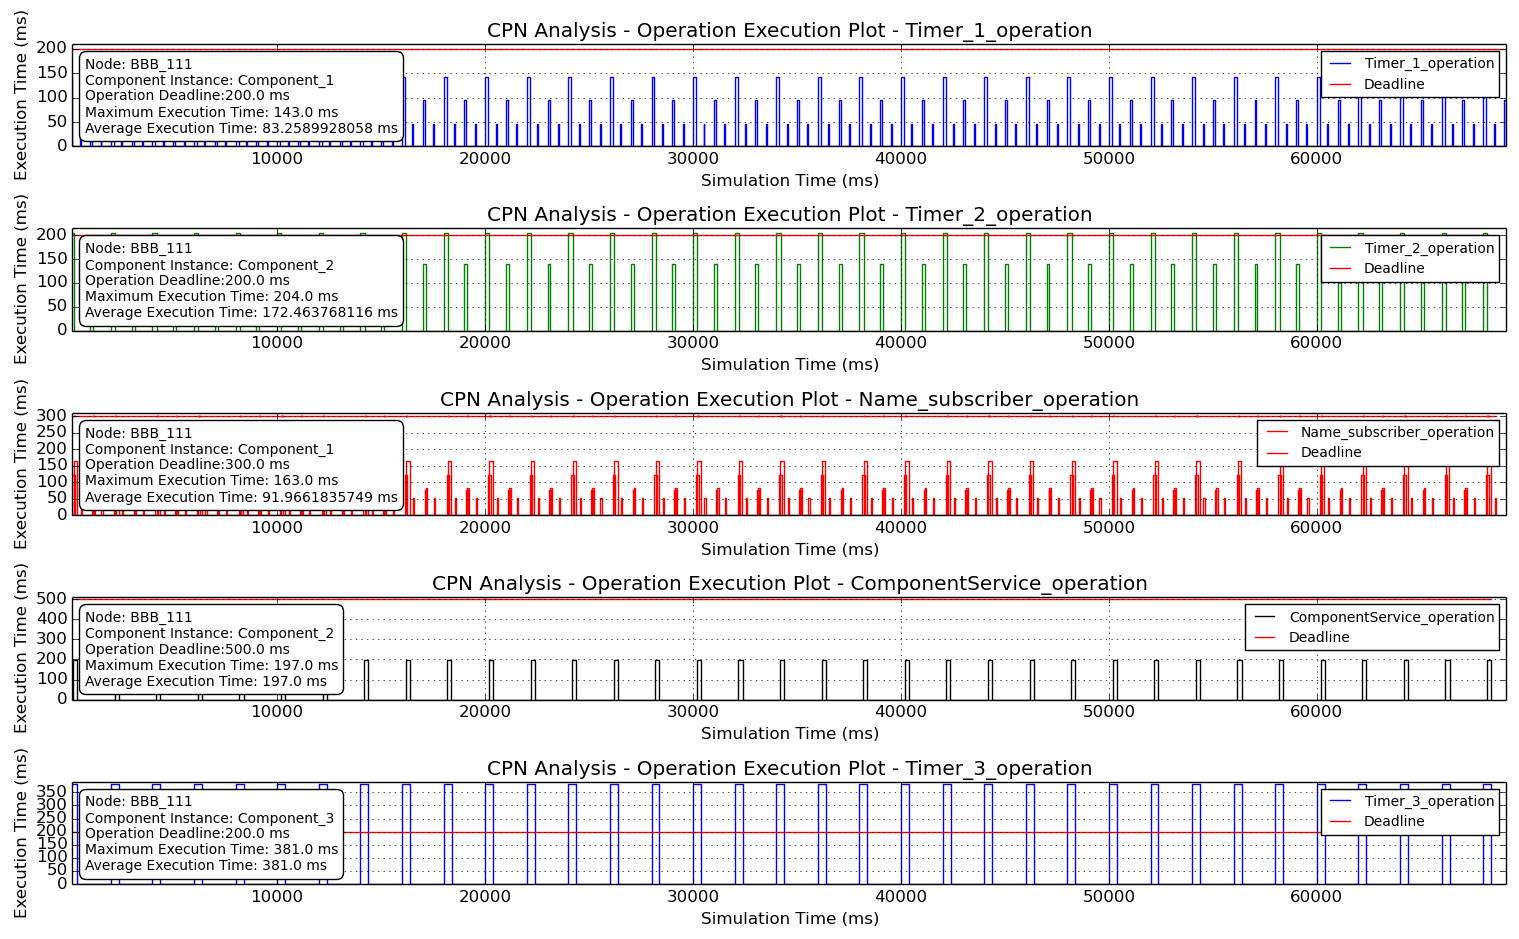 CPN Analysis - Operation Execution Plot - Timer_1_operation
Execution Time (ms)
200
150
100
50
0
Node: BBB_111
Component Instance: Component_1
Operation Deadline:200.0 ms
Maximum Execution Time: 143.0 ms
Average Execution Time: 83.2589928058 ms
Timer_1_operation
Deadline
10000 20000 30000 40000 50000 60000
Simulation Time (ms)
CPN Analysis - Operation Execution Plot - Timer_2_operation
Execution Time (ms)
200
150
100
50
0
Node: BBB_111
Component Instance: Component_2
Operation Deadline:200.0 ms
Maximum Execution Time: 204.0 ms
Average Execution Time: 172.463768116 ms
Timer_2_operation
Deadline
10000 20000 30000 40000 50000 60000
Simulation Time (ms)
CPN Analysis - Operation Execution Plot - Name_subscriber_operation
Execution Time (ms)
300
250
200
150
100
50
0
Node: BBB_111
Component Instance: Component_1
Operation Deadline:300.0 ms
Maximum Execution Time: 163.0 ms
Average Execution Time: 91.9661835749 ms
Name_subscriber_operation
Deadline
10000 20000 30000 40000 50000 60000
Simulation Time (ms)
CPN Analysis - Operation Execution Plot - ComponentService_operation
Execution Time (ms)
500
400
300
200
100
0
Node: BBB_111
Component Instance: Component_2
Operation Deadline:500.0 ms
Maximum Execution Time: 197.0 ms
Average Execution Time: 197.0 ms
ComponentService_operation
Deadline
10000 20000 30000 40000 50000 60000
Simulation Time (ms)
CPN Analysis - Operation Execution Plot - Timer_3_operation
Execution Time (ms)
350
300
250
200
150
100
50
0
Node: BBB_111
Component Instance: Component_3
Operation Deadline:200.0 ms
Maximum Execution Time: 381.0 ms
Average Execution Time: 381.0 ms
Timer_3_operation
Deadline
10000 20000 30000 40000 50000 60000
Simulation Time (ms)